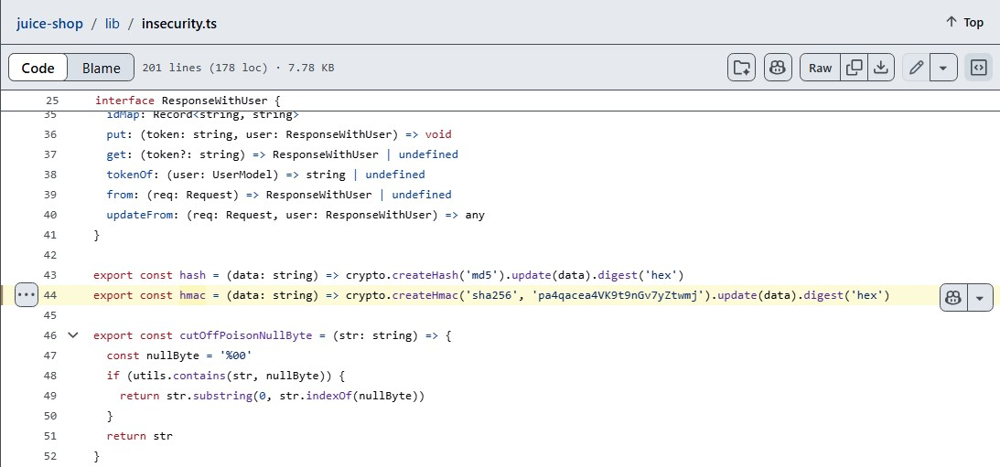 juice-shop / lib / insecurity.ts
Top
Code Blame 201 lines (178 loc) · 7.78 KB
Raw
25 interface ResponseWithUser {
35 idMap: Record<string, string>
36 put: (token: string, user: ResponseWithUser) => void
37 get: (token?: string) => ResponseWithUser | undefined
38 tokenOf: (user: UserModel) => string | undefined
39 from: (req: Request) => ResponseWithUser | undefined
40 updateFrom: (req: Request, user: ResponseWithUser) => any
41 }
42
43 export const hash = (data: string) => crypto.createHash('md5').update(data).digest('hex')
44 export const hmac = (data: string) => crypto.createHmac('sha256', 'pa4qacea4VK9t9nGv7yZtwmj').update(data).digest('hex')
45
46 export const cutOffPoisonNullByte = (str: string) => {
47 const nullByte = '%00'
48 if (utils.contains(str, nullByte)) {
49 return str.substring(0, str.indexOf(nullByte))
50 }
51 return str
52 }